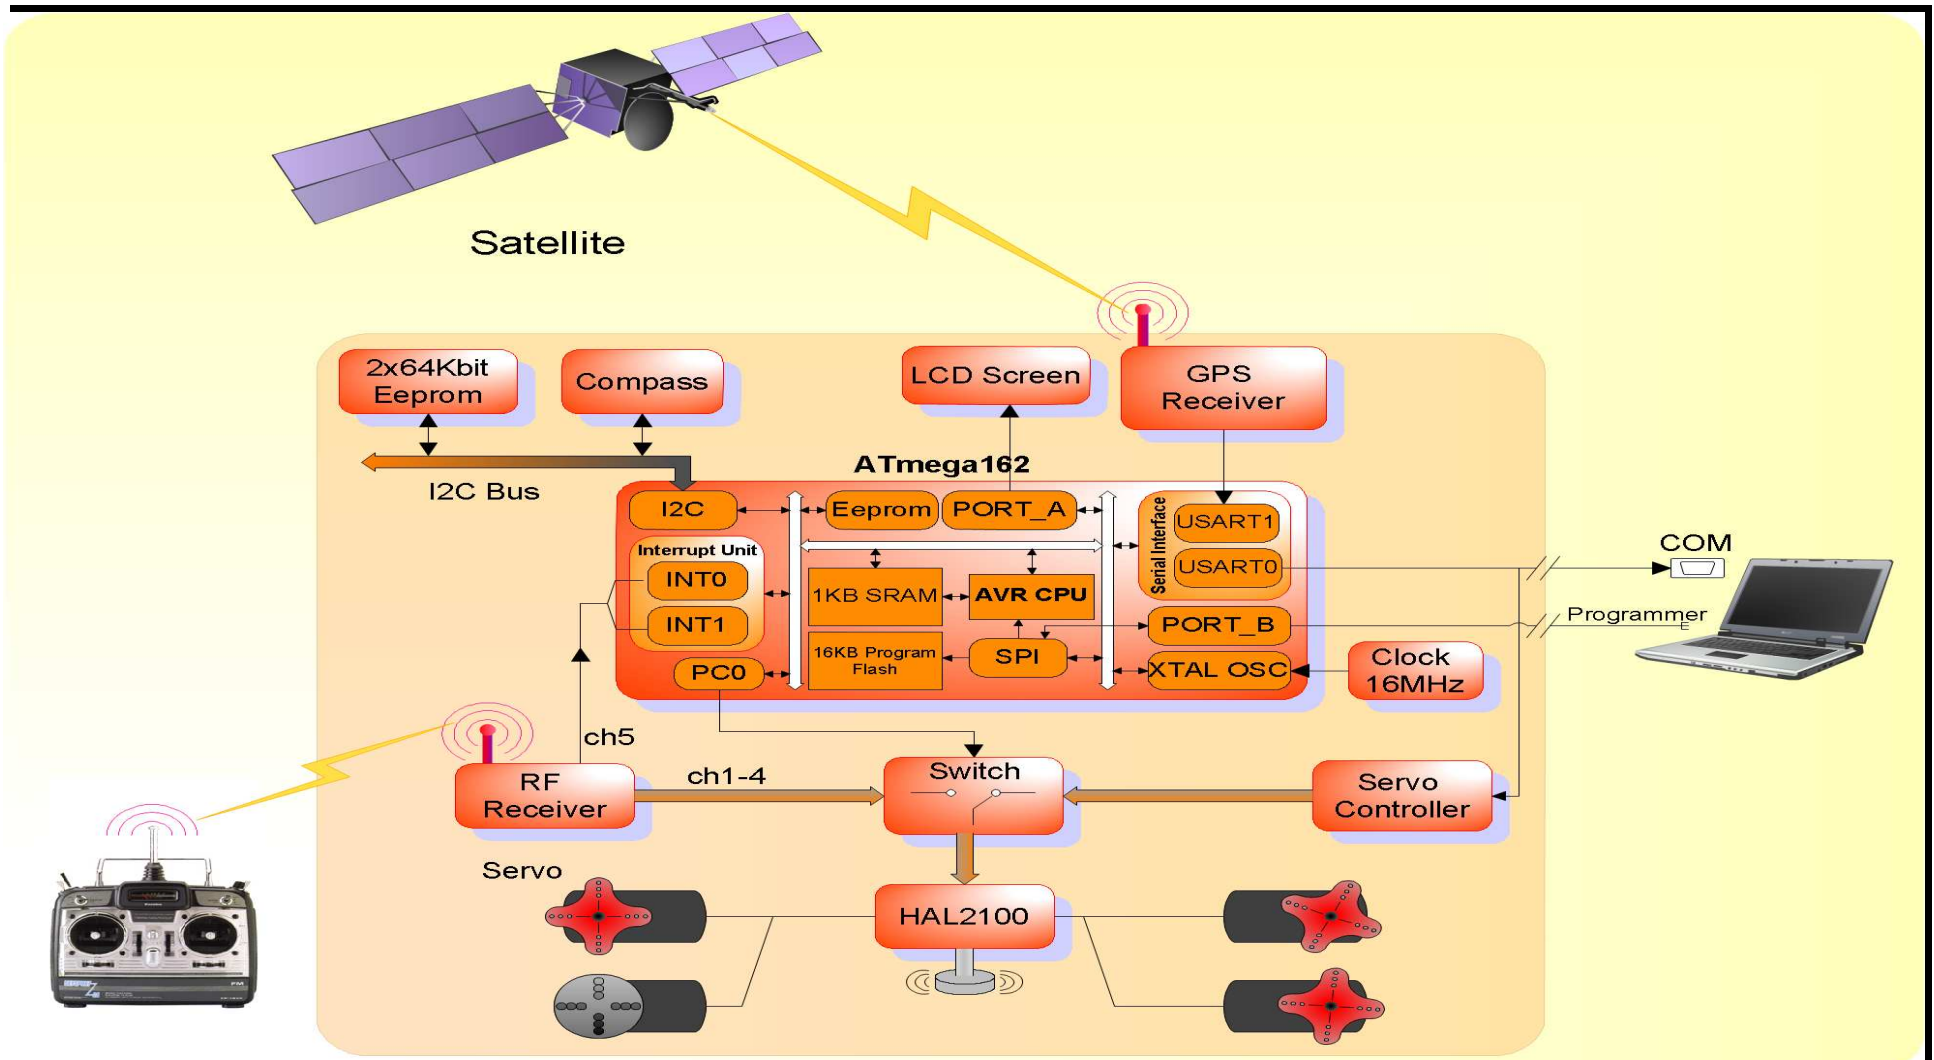 Satellite
2x64Kbit
Eeprom
Compass
LCD Screen
GPS
Receiver
I2C Bus
ATmega162
I2C
Eeprom
PORT_A
Serial Interface
USART1
USART0
Interrupt Unit
INT0
INT1
1KB SRAM
AVR CPU
16KB Program
Flash
SPI
PORT_B
XTAL OSC
PC0
COM
Programmer
E
Clock
16MHz
ch5
RF
Receiver
ch1-4
Switch
Servo
Controller
Servo
HAL2100
FM